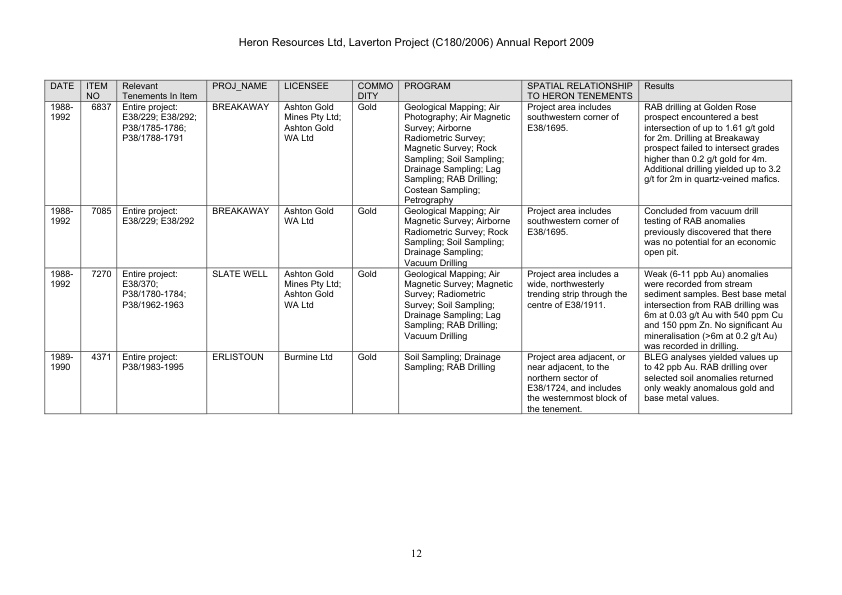 Heron Resources Ltd, Laverton Project (C180/2006) Annual Report 2009
DATE
ITEM
NO
Relevant
Tenements In Item
PROJ_NAME
LICENSEE
COMMO
DITY
PROGRAM
SPATIAL RELATIONSHIP
TO HERON TENEMENTS
Results
1988-
1992
6837
Entire project:
E38/229; E38/292;
P38/1785-1786;
P38/1788-1791
BREAKAWAY
Ashton Gold
Mines Pty Ltd;
Ashton Gold
WA Ltd
Gold
Geological Mapping; Air
Photography; Air Magnetic
Survey; Airborne
Radiometric Survey;
Magnetic Survey; Rock
Sampling; Soil Sampling;
Drainage Sampling; Lag
Sampling; RAB Drilling;
Costean Sampling;
Petrography
Project area includes
southwestern corner of
E38/1695.
RAB drilling at Golden Rose
prospect encountered a best
intersection of up to 1.61 g/t gold
for 2m. Drilling at Breakaway
prospect failed to intersect grades
higher than 0.2 g/t gold for 4m.
Additional drilling yielded up to 3.2
g/t for 2m in quartz-veined mafics.
1988-
1992
7085
Entire project:
E38/229; E38/292
BREAKAWAY
Ashton Gold
WA Ltd
Gold
Geological Mapping; Air
Magnetic Survey; Airborne
Radiometric Survey; Rock
Sampling; Soil Sampling;
Drainage Sampling;
Vacuum Drilling
Project area includes
southwestern corner of
E38/1695.
Concluded from vacuum drill
testing of RAB anomalies
previously discovered that there
was no potential for an economic
open pit.
1988-
1992
7270
Entire project:
E38/370;
P38/1780-1784;
P38/1962-1963
SLATE WELL
Ashton Gold
Mines Pty Ltd;
Ashton Gold
WA Ltd
Gold
Geological Mapping; Air
Magnetic Survey; Magnetic
Survey; Radiometric
Survey; Soil Sampling;
Drainage Sampling; Lag
Sampling; RAB Drilling;
Vacuum Drilling
Project area includes a
wide, northwesterly
trending strip through the
centre of E38/1911.
Weak (6-11 ppb Au) anomalies
were recorded from stream
sediment samples. Best base metal
intersection from RAB drilling was
6m at 0.03 g/t Au with 540 ppm Cu
and 150 ppm Zn. No significant Au
mineralisation (>6m at 0.2 g/t Au)
was recorded in drilling.
1989-
1990
4371
Entire project:
P38/1983-1995
ERLISTOUN
Burmine Ltd
Gold
Soil Sampling; Drainage
Sampling; RAB Drilling
Project area adjacent, or
near adjacent, to the
northern sector of
E38/1724, and includes
the westernmost block of
the tenement.
BLEG analyses yielded values up
to 42 ppb Au. RAB drilling over
selected soil anomalies returned
only weakly anomalous gold and
base metal values.
12